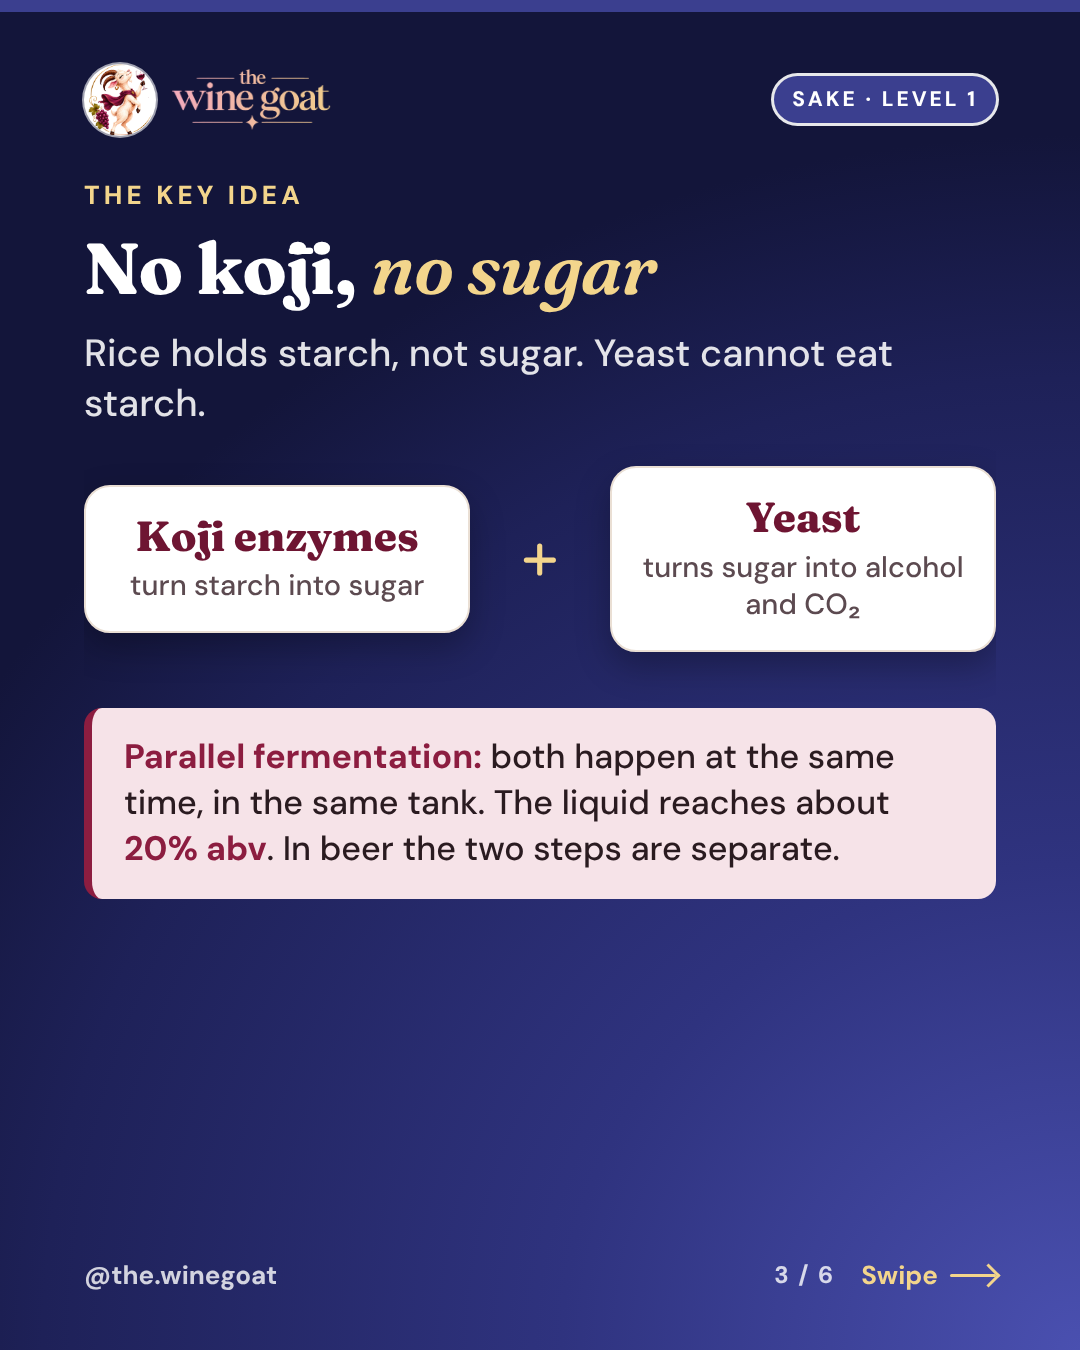 the
wine goat
SAKE · LEVEL 1
THE KEY IDEA
No koji, no sugar
Rice holds starch, not sugar. Yeast cannot eat
starch.
Koji enzymes
turn starch into sugar
+
Yeast
turns sugar into alcohol
and CO₂
Parallel fermentation: both happen at the same
time, in the same tank. The liquid reaches about
20% abv. In beer the two steps are separate.
@the.winegoat
3 / 6
Swipe